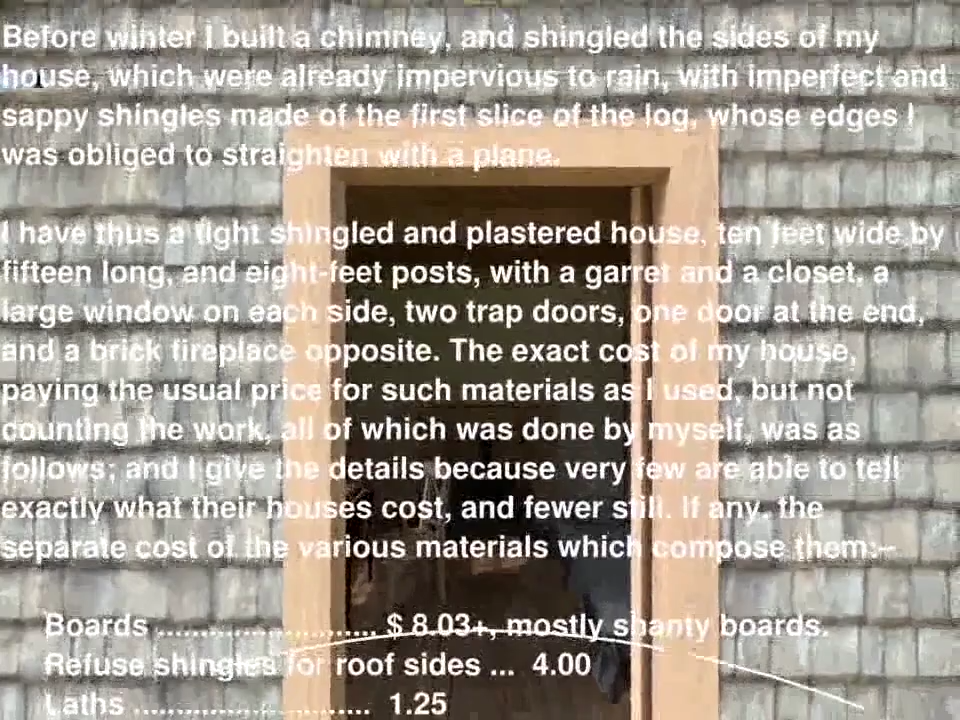 Before winter I built a chimney, and shingled the sides of my
house, which were already impervious to rain, with imperfect and
sappy shingles made of the first slice of the log, whose edges I
was obliged to straighten with a plane.
I have thus a tight shingled and plastered house, ten feet wide by
fifteen long, and eight-feet posts, with a garret and a closet, a
large window on each side, two trap doors, one door at the end,
and a brick fireplace opposite. The exact cost of my house,
paying the usual price for such materials as I used, but not
counting the work, all of which was done by myself, was as
follows; and I give the details because very few are able to tell
exactly what their houses cost, and fewer still. If any, the
separate cost of the various materials which compose them:--
Boards .......................... $ 8.03+, mostly shanty boards.
Refuse shingles for roof sides ... 4.00
Laths ............................ 1.25